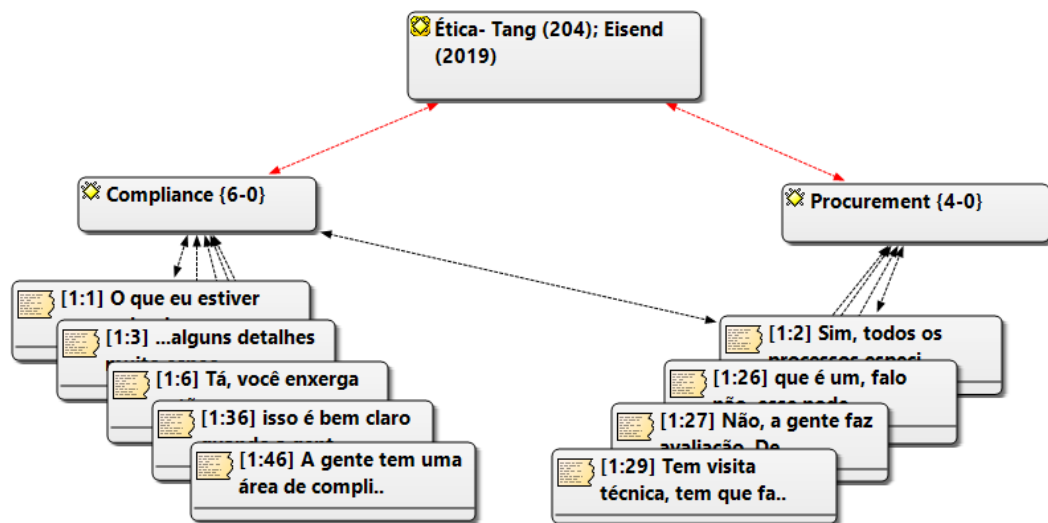 Ética- Tang (204); Eisend
(2019)
Compliance {6-0}
Procurement {4-0}
[1:1] O que eu estiver
[1:3] ...alguns detalhes
[1:6] Tá, você enxerga
[1:36] isso é bem claro
[1:46] A gente tem uma
área de compli..
[1:2] Sim, todos os
processos especi
[1:26] que é um, falo
[1:27] Não, a gente faz
avaliação. De
[1:29] Tem visita
técnica, tem que fa..